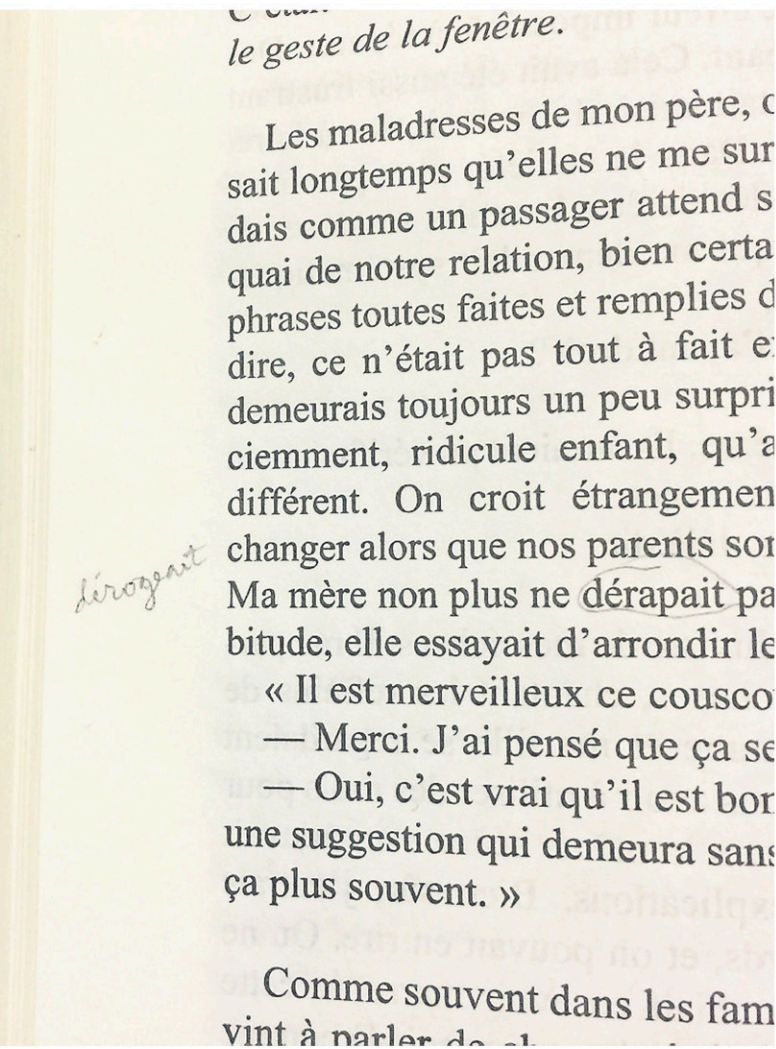 le geste de la fenêtre.
Les maladresses de mon père, c
sait longtemps qu'elles ne me sur
dais comme un passager attend s
quai de notre relation, bien certa
phrases toutes faites et remplies d
dire, ce n'était pas tout à fait e
demeurais toujours un peu surpri
ciemment, ridicule enfant, qu'a
différent. On croit étrangemen
changer alors que nos parents son
dérogeait
Ma mère non plus ne dérapait pa
bitude, elle essayait d'arrondir le
« Il est merveilleux ce cousco
— Merci. J'ai pensé que ça se
— Oui, c'est vrai qu'il est bon
une suggestion qui demeura sans
ça plus souvent. »
Comme souvent dans les fam
vint à parler de